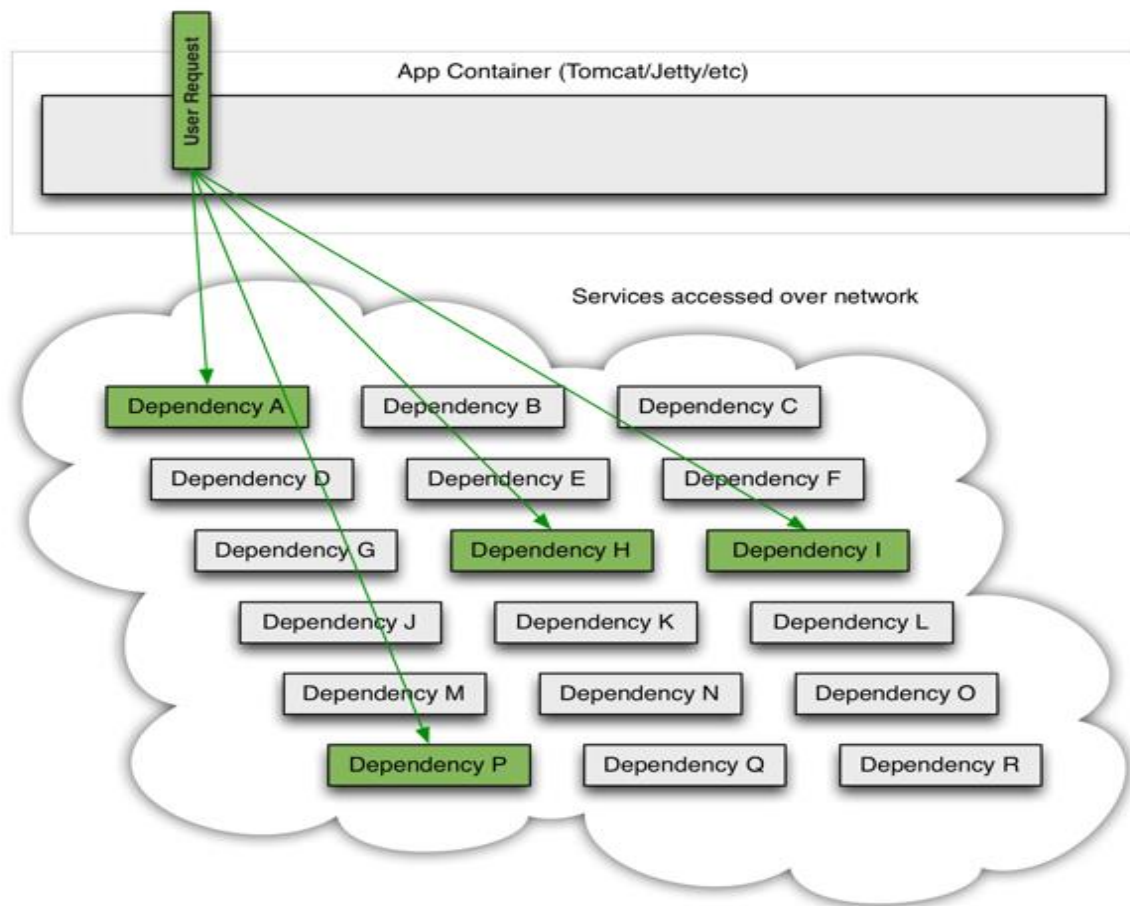 User Request
App Container (Tomcat/Jetty/etc)
Services accessed over network
Dependency A
Dependency B
Dependency C
Dependency D
Dependency E
Dependency F
Dependency G
Dependency H
Dependency I
Dependency J
Dependency K
Dependency L
Dependency M
Dependency N
Dependency O
Dependency P
Dependency Q
Dependency R